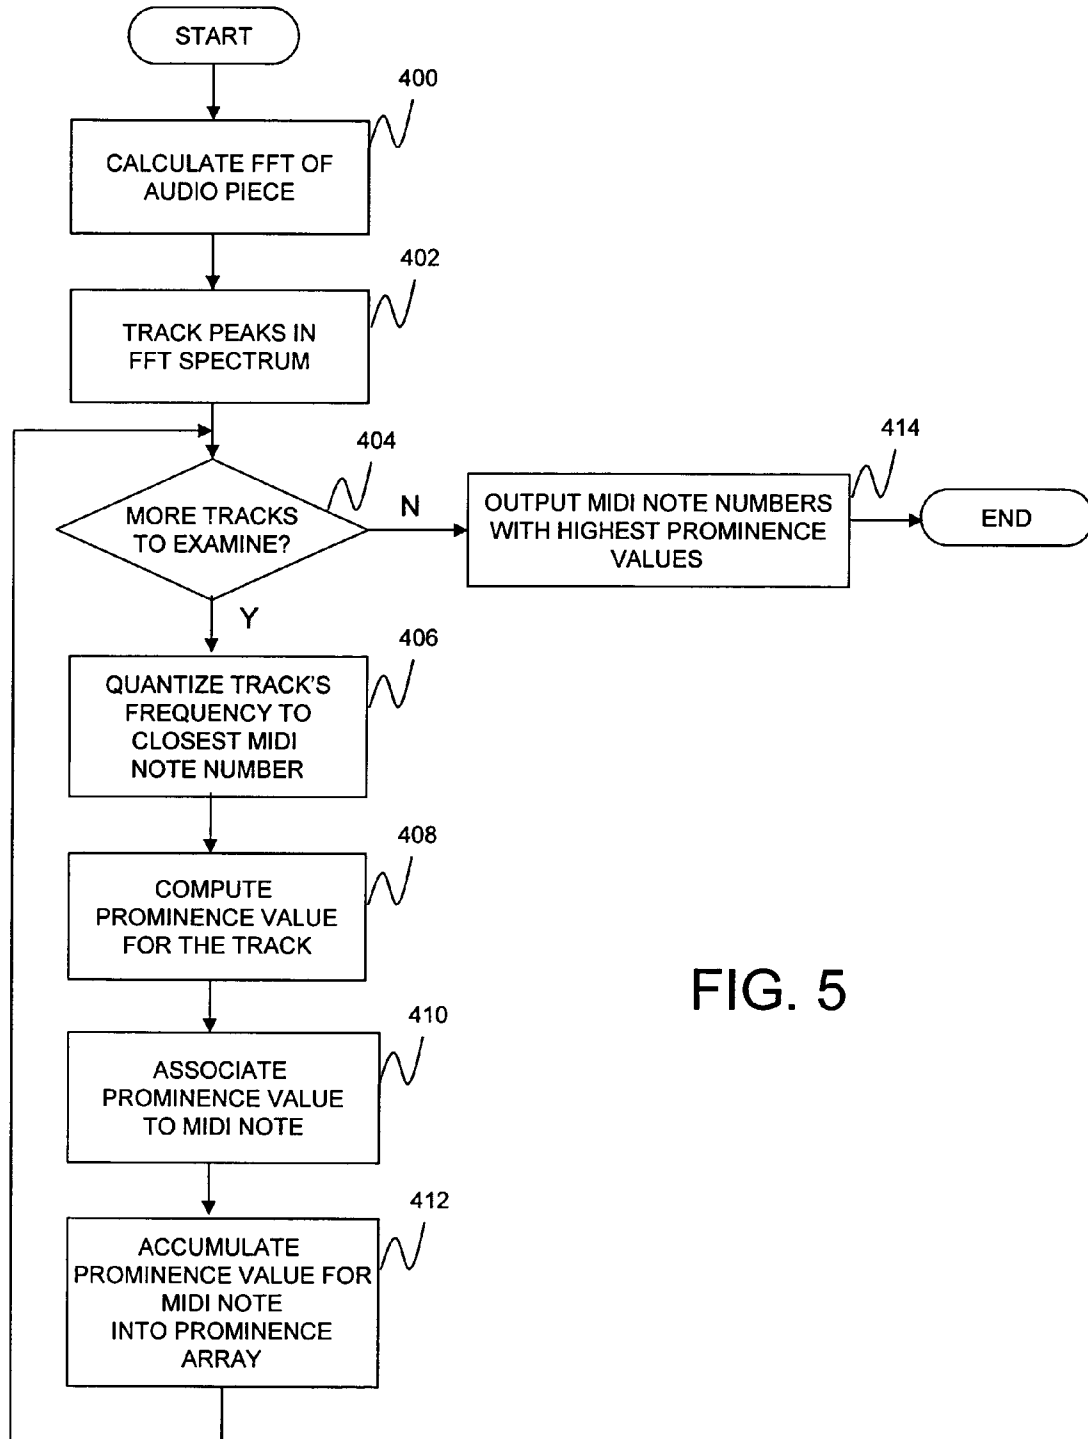 START
400
CALCULATE FFT OF
AUDIO PIECE
402
TRACK PEAKS IN
FFT SPECTRUM
404
MORE TRACKS
TO EXAMINE?
N
414
OUTPUT MIDI NOTE NUMBERS
WITH HIGHEST PROMINENCE
VALUES
END
Y
406
QUANTIZE TRACK'S
FREQUENCY TO
CLOSEST MIDI
NOTE NUMBER
408
COMPUTE
PROMINENCE VALUE
FOR THE TRACK
410
ASSOCIATE
PROMINENCE VALUE
TO MIDI NOTE
412
ACCUMULATE
PROMINENCE VALUE FOR
MIDI NOTE
INTO PROMINENCE
ARRAY
FIG. 5